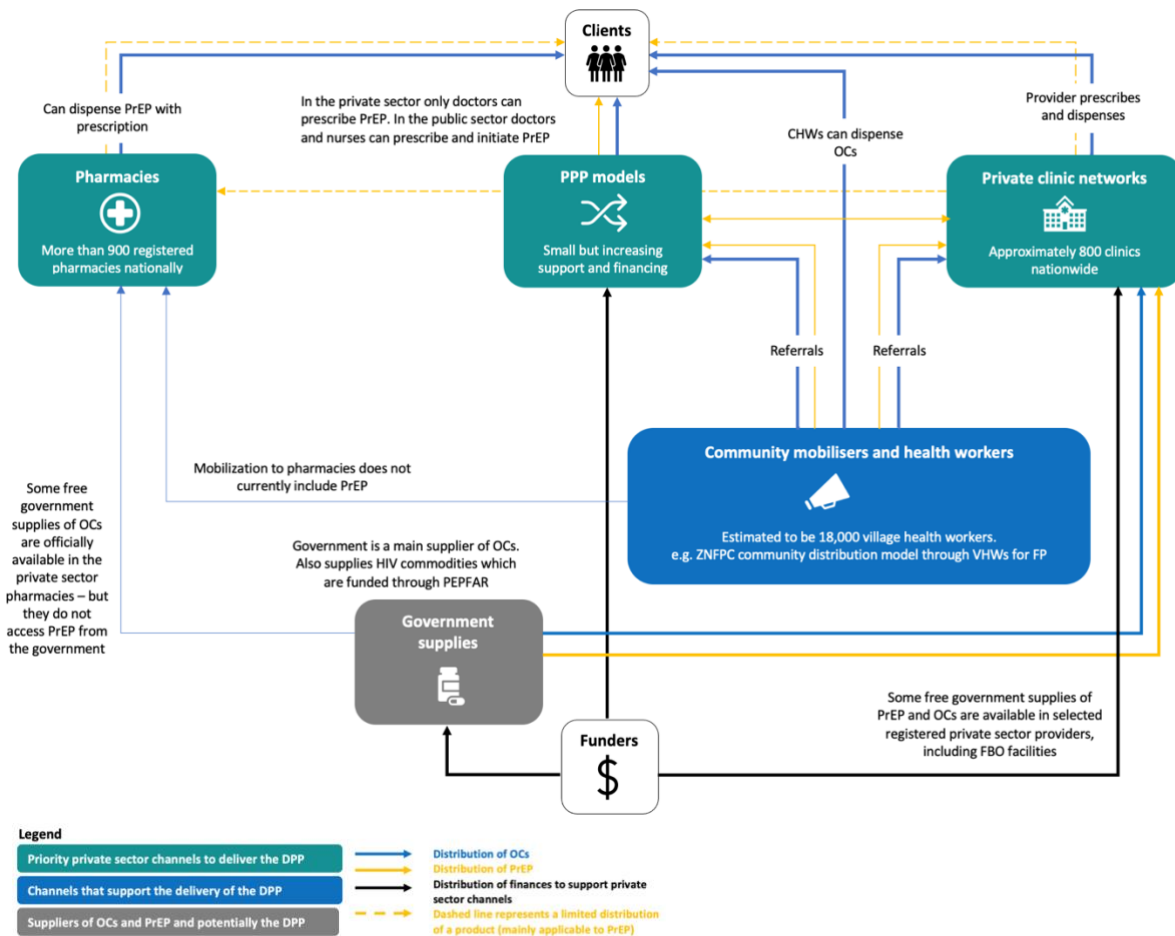 Clients
Can dispense PrEP with
prescription
In the private sector only doctors can
prescribe PrEP. In the public sector doctors
and nurses can prescribe and initiate PrEP
CHWs can dispense
OCs
Provider prescribes
and dispenses
Pharmacies
More than 900 registered
pharmacies nationally
PPP models
Small but increasing
support and financing
Private clinic networks
Approximately 800 clinics
nationwide
Referrals
Referrals
Community mobilisers and health workers
Estimated to be 18,000 village health workers.
e.g. ZNFPC community distribution model through VHWs for FP
Mobilization to pharmacies does not
currently include PrEP
Some free
government
supplies of OCs
are officially
available in the
private sector
pharmacies – but
they do not
access PrEP from
the government
Government is a main supplier of OCs.
Also supplies HIV commodities which
are funded through PEPFAR
Government
supplies
Funders
$
Some free government supplies of
PrEP and OCs are available in selected
registered private sector providers,
including FBO facilities
Legend
Priority private sector channels to deliver the DPP
Channels that support the delivery of the DPP
Suppliers of OCs and PrEP and potentially the DPP
Distribution of OCs
Distribution of PrEP
Distribution of finances to support private
sector channels
Dashed line represents a limited distribution
of a product (mainly applicable to PrEP)